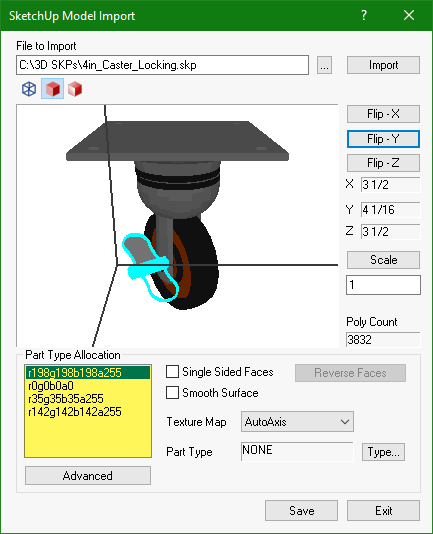 SketchUp Model Import
? ×
File to Import
C:\3D SKPs\4in_Caster_Locking.skp
...
Import
Flip - X
Flip - Y
Flip - Z
X 3 1/2
Y 4 1/16
Z 3 1/2
Scale
1
Poly Count
3832
Part Type Allocation
r198g198b198a255
r0g0b0a0
r35g35b35a255
r142g142b142a255
Advanced
Single Sided Faces
Reverse Faces
Smooth Surface
Texture Map AutoAxis
Part Type NONE Type...
Save Exit